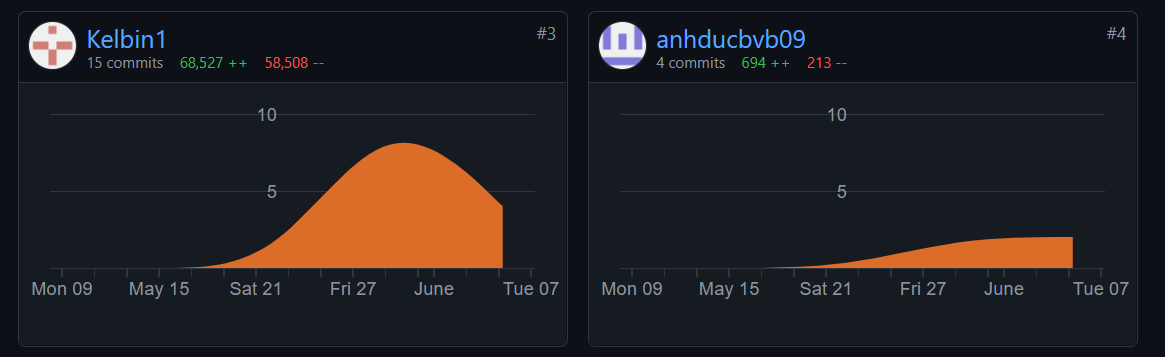 Kelbin1
#3
15 commits 68,527 ++ 58,508 --
10
5
Mon 09 May 15 Sat 21 Fri 27 June Tue 07
anhducbvb09
#4
4 commits 694 ++ 213 --
10
5
Mon 09 May 15 Sat 21 Fri 27 June Tue 07